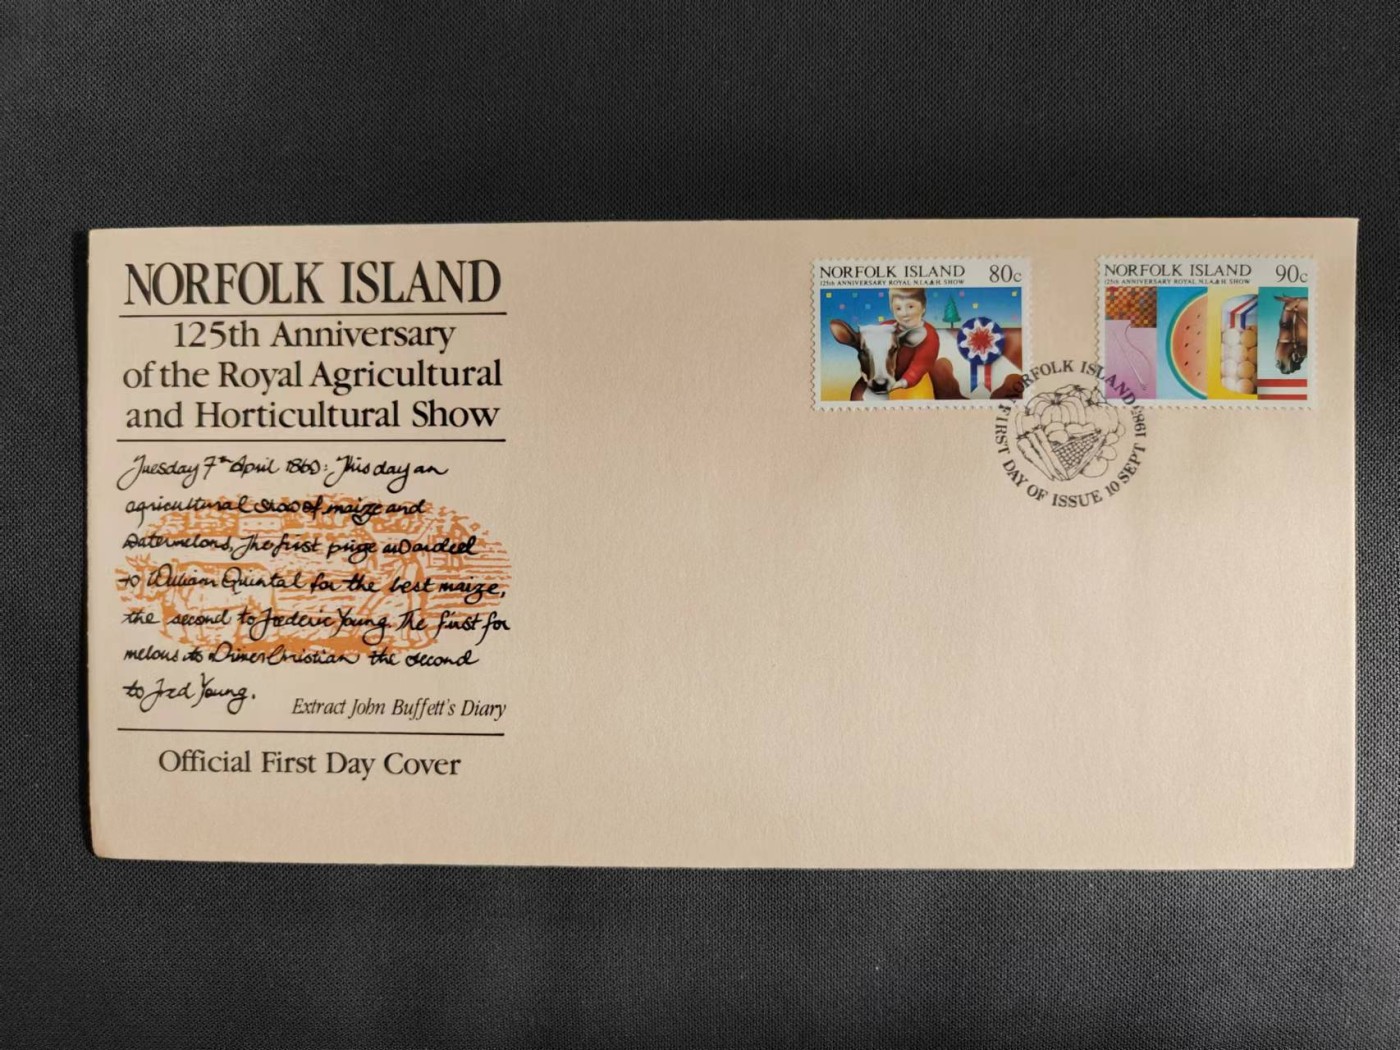 NORFOLK ISLAND
125th Anniversary
of the Royal Agricultural
and Horticultural Show
Tuesday 7th April 1860: This day an
agricultural show of maize and
Watermelons. The first prize awarded
to William Quintal for the best maize,
the second to Frederic Young. The first for
melons to Christian the second
to Fred Young.
Extract John Buffett's Diary
Official First Day Cover
NORFOLK ISLAND 80c
125th ANNIVERSARY ROYAL N.I.A.&H. SHOW
NORFOLK ISLAND 90c
125th ANNIVERSARY ROYAL N.I.A.&H. SHOW
NORFOLK ISLAND
FIRST DAY OF ISSUE 10 SEPT 1985